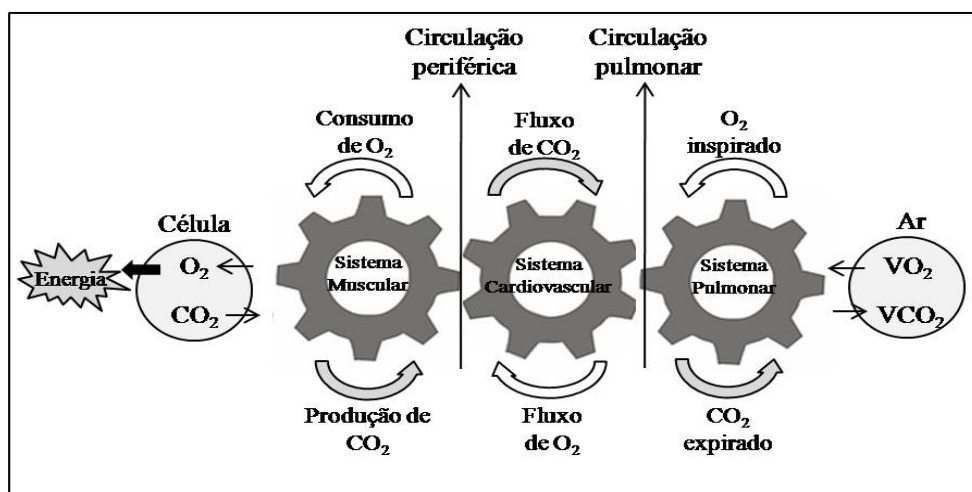 Circulação
periférica
Circulação
pulmonar
Consumo
de O₂
Fluxo
de CO₂
O₂
inspirado
Célula
Ar
Energia
O₂
CO₂
Sistema
Muscular
Sistema
Cardiovascular
Sistema
Pulmonar
VO₂
VCO₂
Produção de
CO₂
Fluxo
de O₂
CO₂
expirado